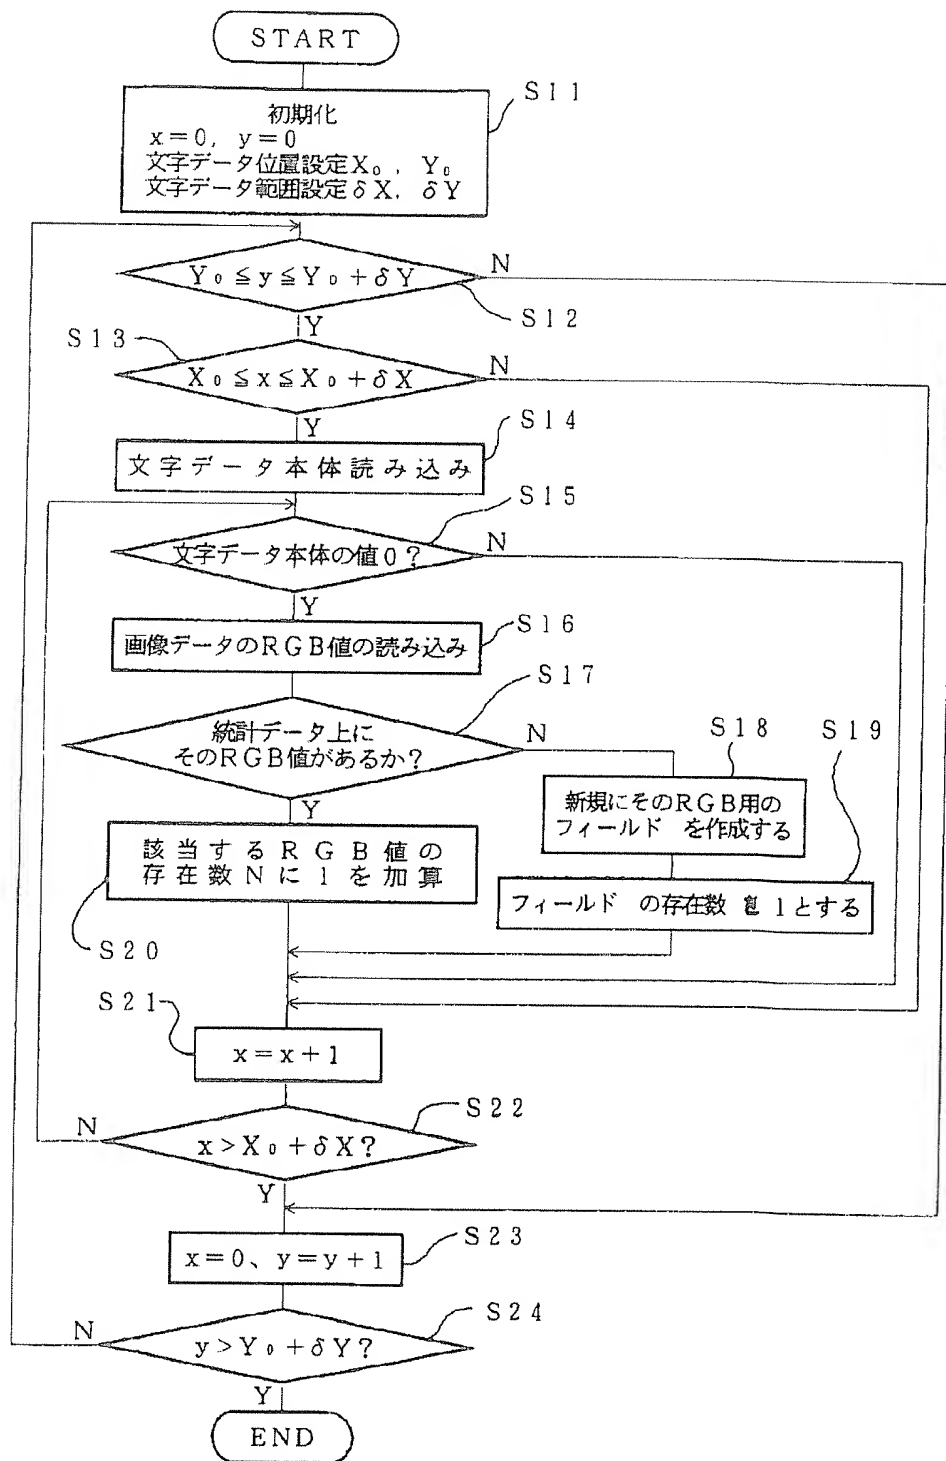 START
S11
初期化
x=0, y=0
文字データ位置設定X₀, Y₀
文字データ範囲設定δX, δY
Y₀≦y≦Y₀+δY
N
S12
Y
S13
X₀≦x≦X₀+δX
N
Y
S14
文字データ本体読み込み
S15
文字データ本体の値0?
N
Y
S16
画像データのRGB値の読み込み
S17
統計データ上に
そのRGB値があるか?
N
Y
S18
新規にそのRGB用の
フィールド を作成する
S19
フィールド の存在数 を 1とする
該当するRGB値の
存在数Nに1を加算
S20
S21
x=x+1
S22
x>X₀+δX?
N
Y
S23
x=0、y=y+1
S24
y>Y₀+δY?
N
Y
END